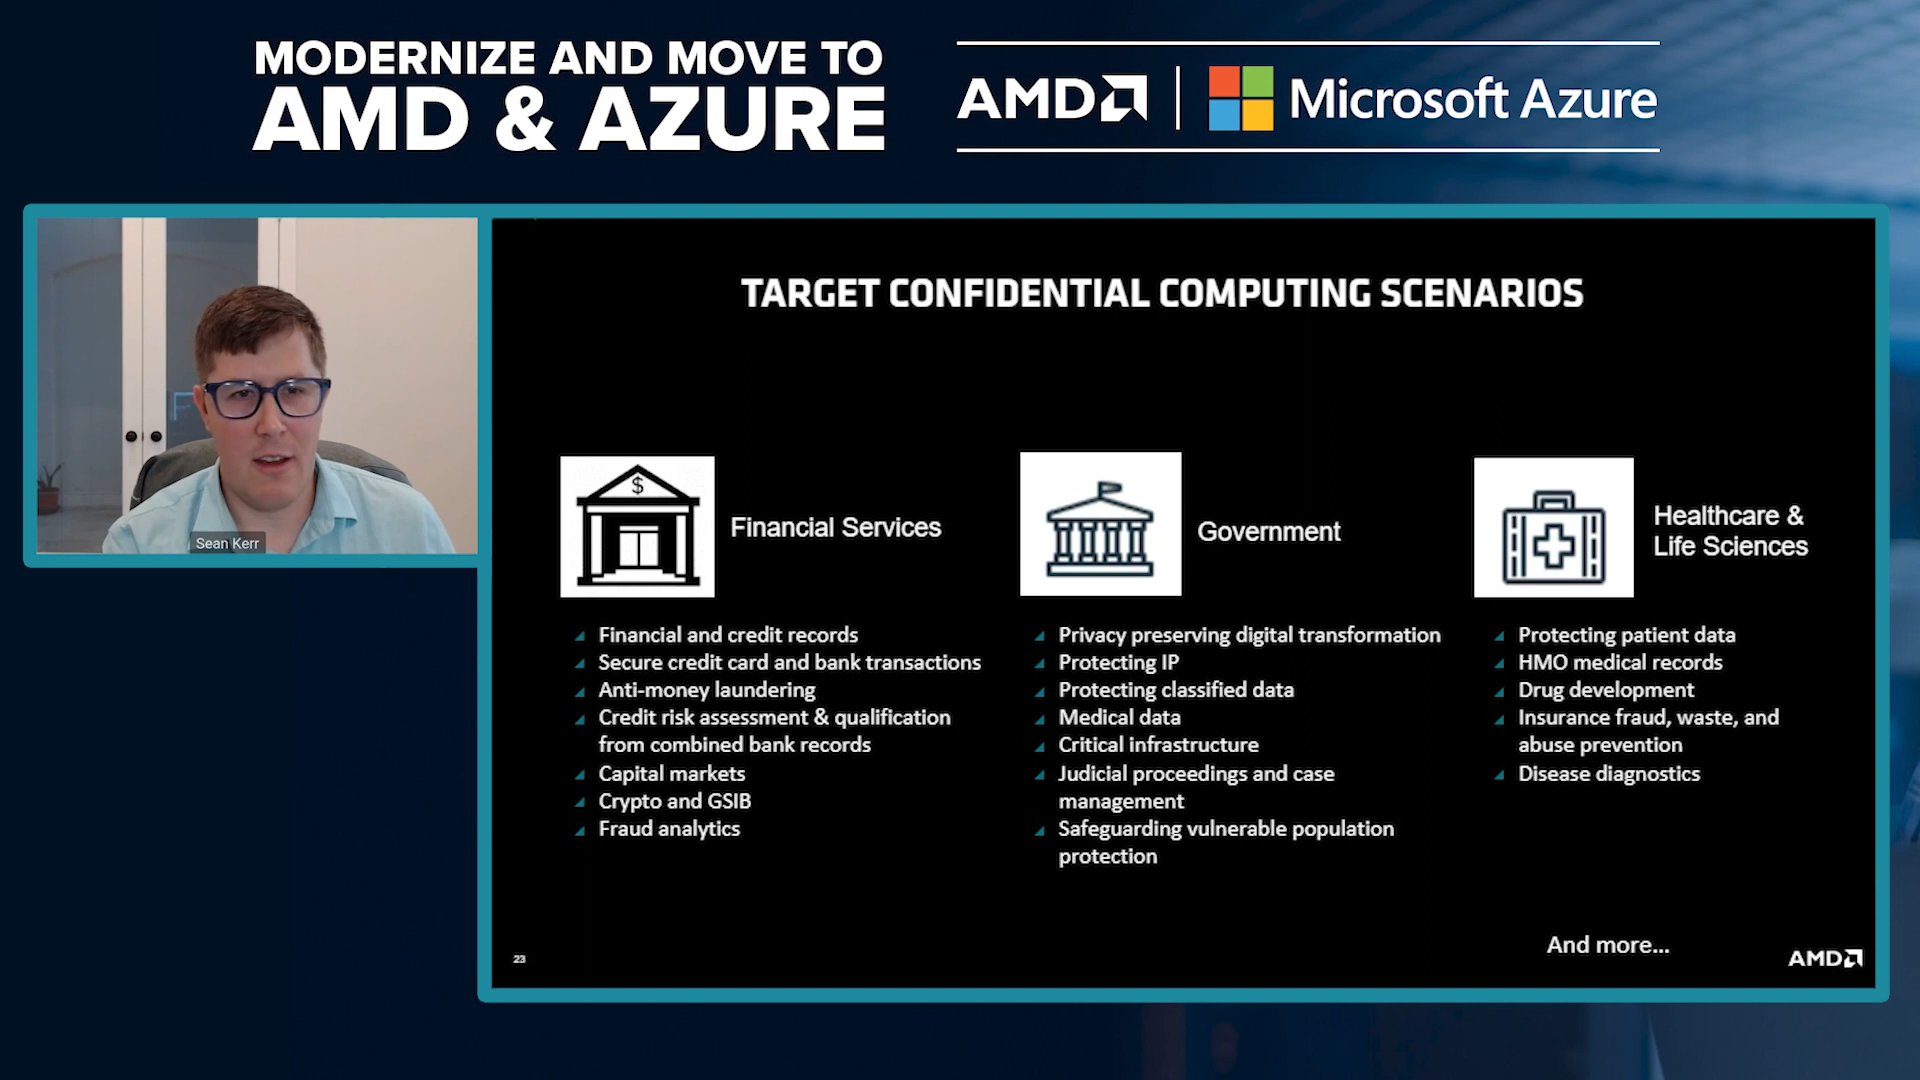 MODERNIZE AND MOVE TO
AMD & AZURE
AMD
Microsoft Azure
Sean Kerr
TARGET CONFIDENTIAL COMPUTING SCENARIOS
$
Financial Services
Financial and credit records
Secure credit card and bank transactions
Anti-money laundering
Credit risk assessment & qualification
from combined bank records
Capital markets
Crypto and GSIB
Fraud analytics
Government
Privacy preserving digital transformation
Protecting IP
Protecting classified data
Medical data
Critical infrastructure
Judicial proceedings and case
management
Safeguarding vulnerable population
protection
Healthcare &
Life Sciences
Protecting patient data
HMO medical records
Drug development
Insurance fraud, waste, and
abuse prevention
Disease diagnostics
And more...
23
AMD